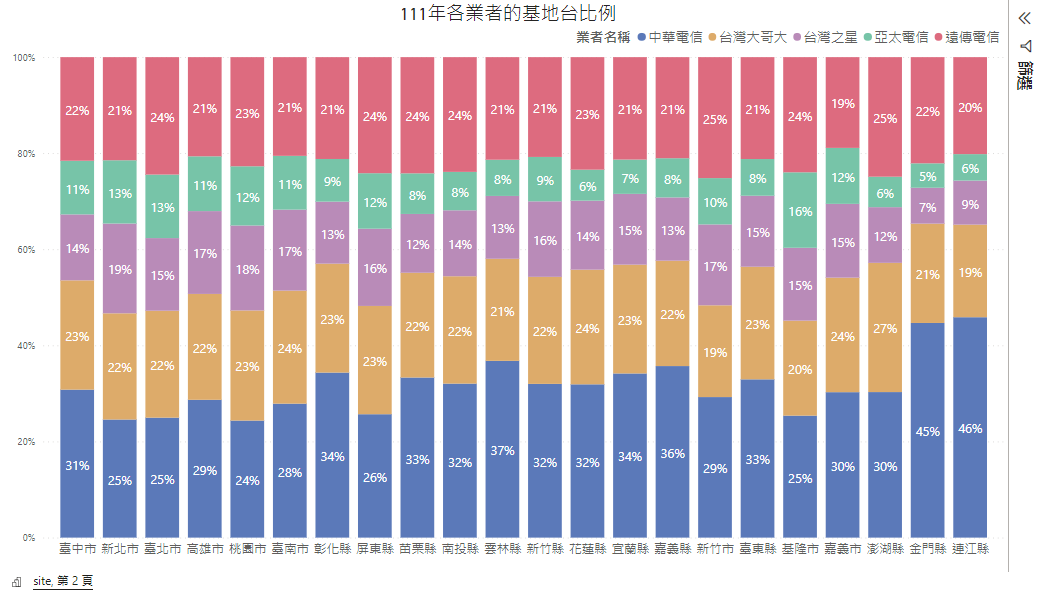 111年各業者的基地台比例
業者名稱 中華電信 台灣大哥大 台灣之星 亞太電信 遠傳電信
篩選
100%
80%
60%
40%
20%
0%
22% 21% 24% 21% 23% 21% 21% 24% 24% 24% 21% 21% 23% 21% 21% 25% 21% 24% 19% 25% 22% 20%
11% 13% 13% 11% 12% 11% 9% 12% 8% 8% 8% 9% 6% 7% 8% 10% 8% 16% 12% 6% 5% 6%
14% 19% 15% 17% 18% 17% 13% 16% 12% 14% 13% 16% 14% 15% 13% 17% 15% 15% 15% 12% 7% 9%
23% 22% 22% 22% 23% 24% 23% 23% 22% 22% 21% 22% 24% 23% 22% 19% 23% 20% 24% 27% 21% 19%
31% 25% 25% 29% 24% 28% 34% 26% 33% 32% 37% 32% 32% 34% 36% 29% 33% 25% 30% 30% 45% 46%
臺中市 新北市 臺北市 高雄市 桃園市 臺南市 彰化縣 屏東縣 苗栗縣 南投縣 雲林縣 新竹縣 花蓮縣 宜蘭縣 嘉義縣 新竹市 臺東縣 基隆市 嘉義市 澎湖縣 金門縣 連江縣
site, 第 2 頁